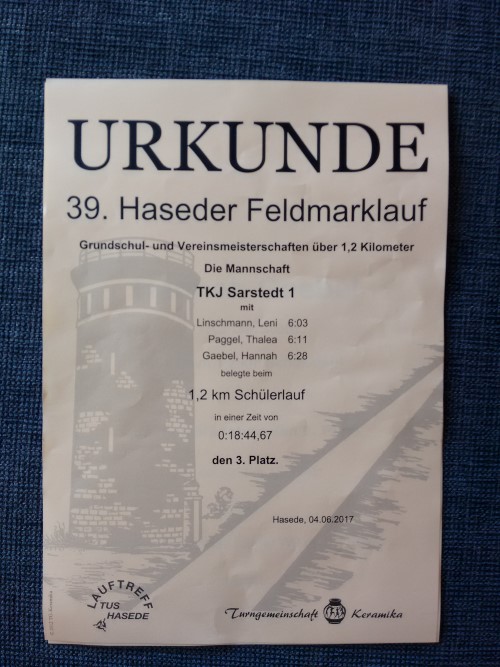 URKUNDE
39. Haseder Feldmarklauf
Grundschul- und Vereinsmeisterschaften über 1,2 Kilometer
Die Mannschaft
TKJ Sarstedt 1
mit
Linschmann, Leni 6:03
Paggel, Thalea 6:11
Gaebel, Hannah 6:28
belegte beim
1,2 km Schülerlauf
in einer Zeit von
0:18:44,67
den 3. Platz.
Hasede, 04.06.2017
LAUFTREFF
TUS
HASEDE
Turngemeinschaft Keramika